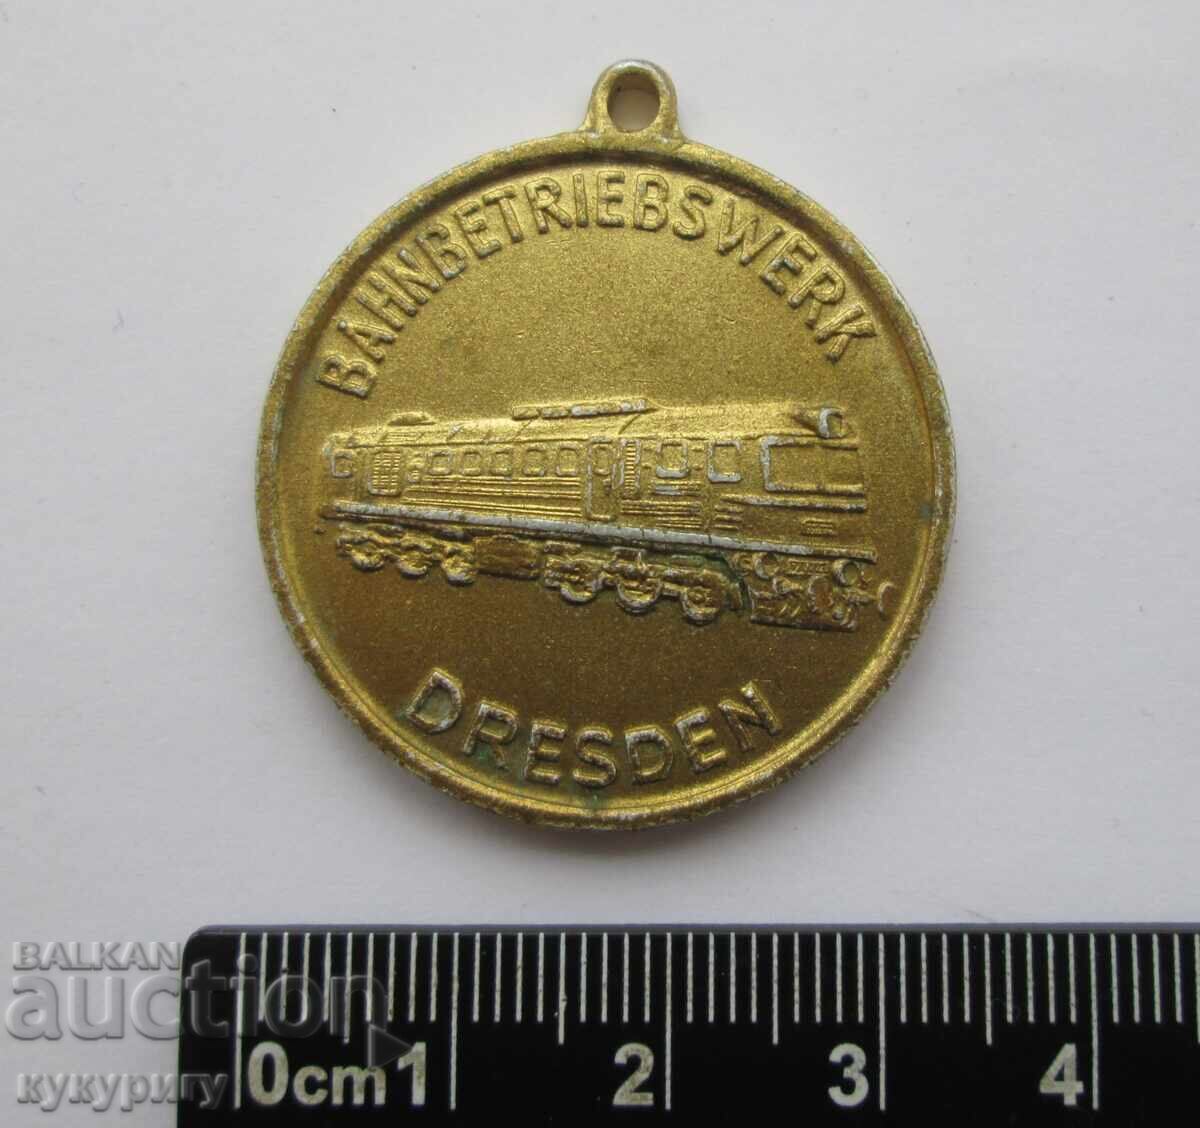 BAHNBETRIEBSWERK
DRESDEN
BALKAN
auction
кукуригу
0cm 1 2 3 4